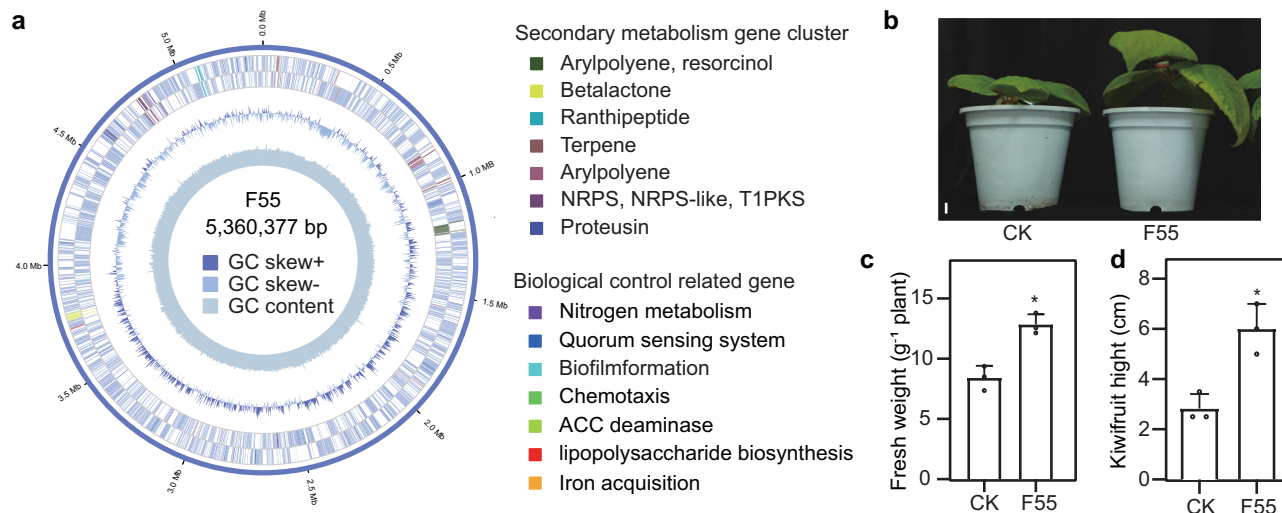 a
0.0 Mb
0.5 Mb
1.0 MB
1.5 Mb
2.0 Mb
2.5 Mb
3.0 Mb
3.5 Mb
4.0 Mb
4.5 Mb
5.0 Mb
F55
5,360,377 bp
GC skew+
GC skew-
GC content
Secondary metabolism gene cluster
Arylpolyene, resorcinol
Betalactone
Ranthipeptide
Terpene
Arylpolyene
NRPS, NRPS-like, T1PKS
Proteusin
Biological control related gene
Nitrogen metabolism
Quorum sensing system
Biofilmformation
Chemotaxis
ACC deaminase
lipopolysaccharide biosynthesis
Iron acquisition
b
CK F55
c
Fresh weight (g⁻¹ plant)
15
10
5
0
*
CK F55
d
Kiwifruit hight (cm)
8
6
4
2
0
*
CK F55